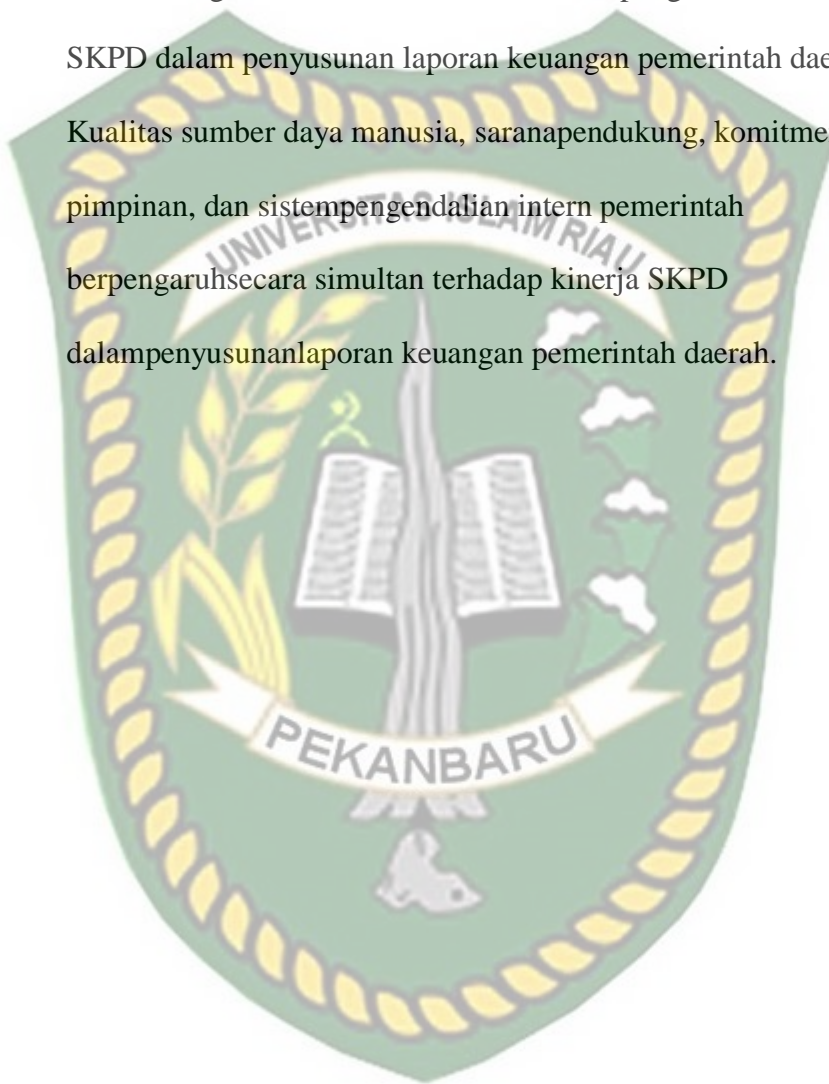 SKPD dalam penyusunan laporan keuangan pemerintah dae
Kualitas sumber daya manusia, saranapendukung, komitme
pimpinan, dan sistempengendalian intern pemerintah
UNIVERSITAS ISLAM RIAU
berpengaruhsecara simultan terhadap kinerja SKPD
dalampenyusunanlaporan keuangan pemerintah daerah.
PEKANBARU